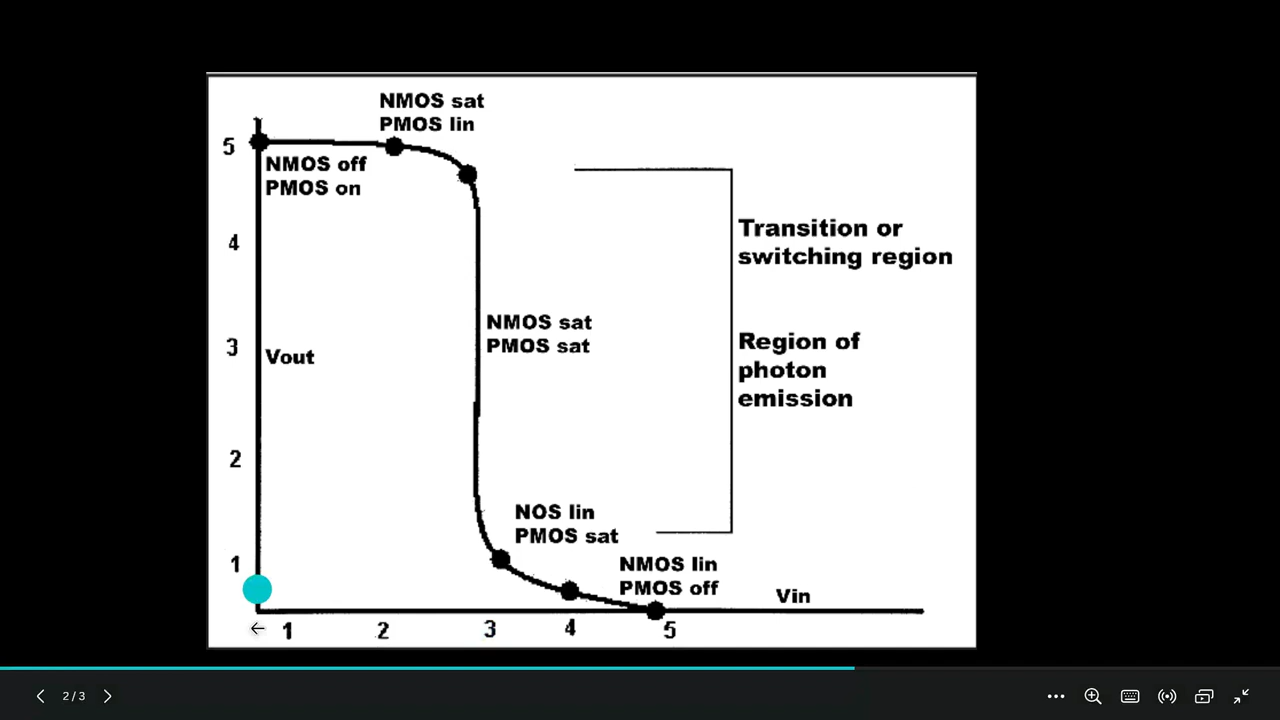 NMOS sat
PMOS lin
5
NMOS off
PMOS on
4
Transition or
switching region
NMOS sat
PMOS sat
3
Vout
Region of
photon
emission
2
NOS lin
PMOS sat
1
NMOS lin
PMOS off
Vin
1 2 3 4 5
2 / 3